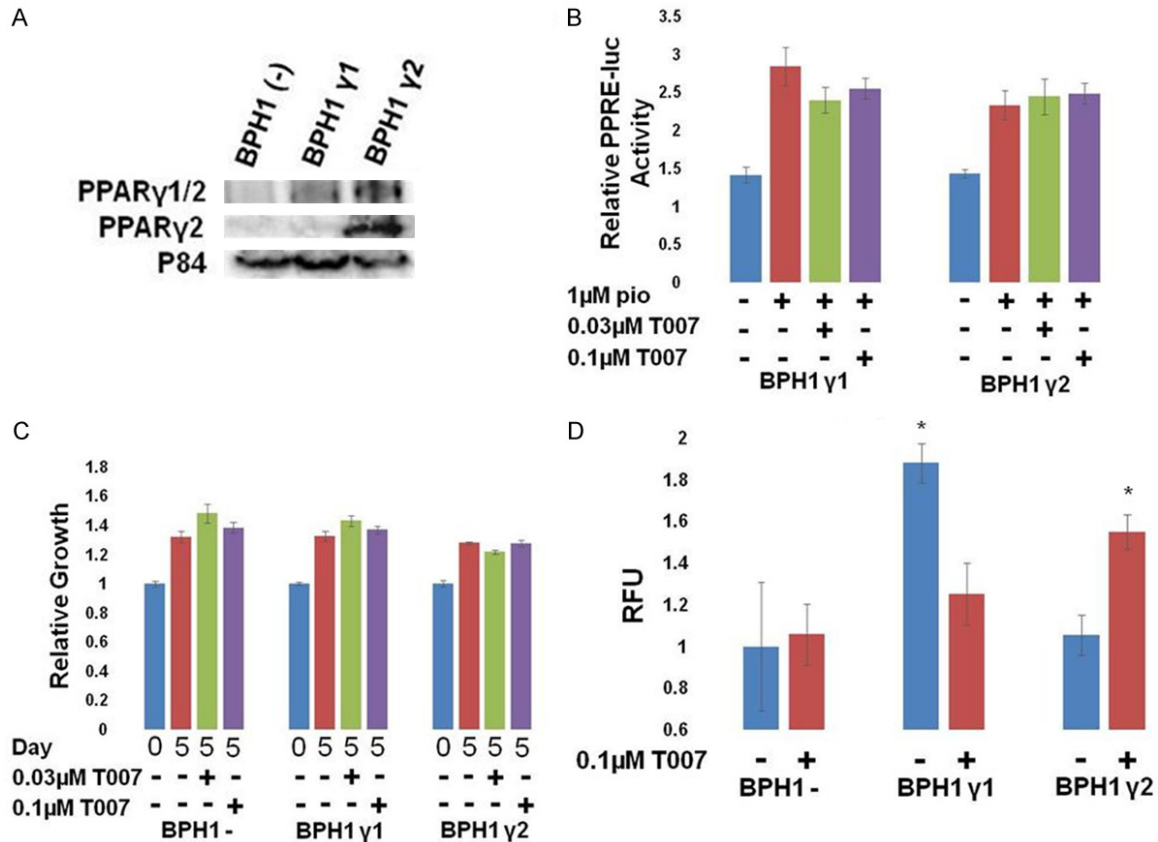 A
BPH1 (-)
BPH1 γ1
BPH1 γ2
PPARγ1/2
PPARγ2
P84
B
Relative PPRE-luc
Activity
3.5
3
2.5
2
1.5
1
0.5
0
1μM pio - + + + - + + +
0.03μM T007 - - + - - - + -
0.1μM T007 - - - + - - - +
BPH1 γ1 BPH1 γ2
C
Relative Growth
1.8
1.6
1.4
1.2
1
0.8
0.6
0.4
0.2
0
Day 0 5 5 5 0 5 5 5 0 5 5 5
0.03μM T007 - - + - - - + - - - + -
0.1μM T007 - - - + - - - + - - - +
BPH1 - BPH1 γ1 BPH1 γ2
D
RFU
2
1.8
1.6
1.4
1.2
1
0.8
0.6
* *
0.1μM T007 - + - + - +
BPH1 - BPH1 γ1 BPH1 γ2